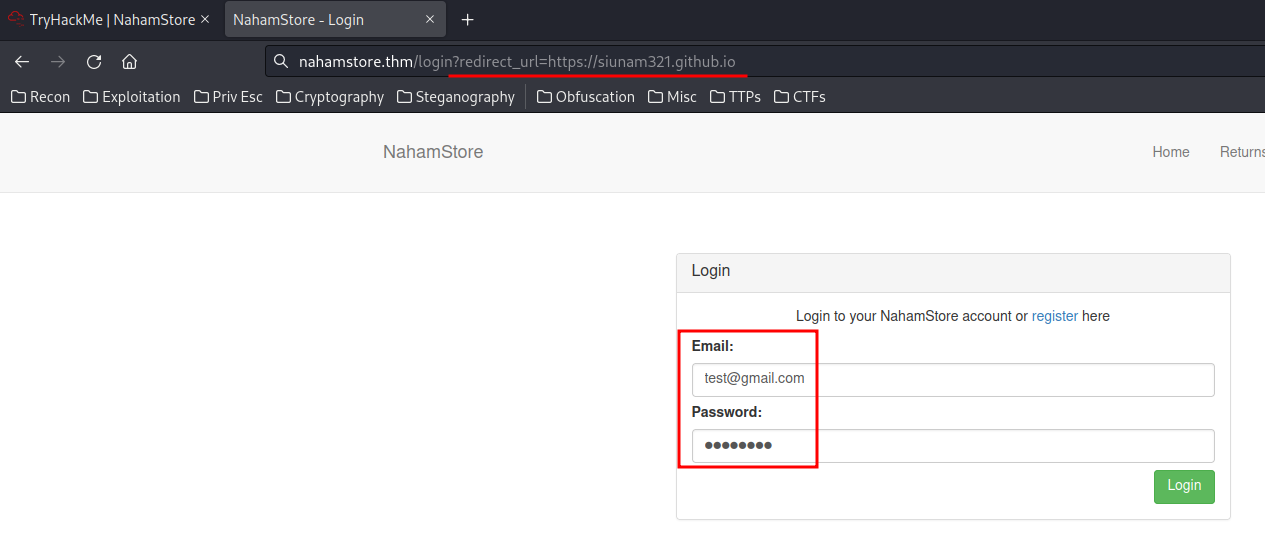 TryHackMe | NahamStore × NahamStore - Login × +
nahamstore.thm/login?redirect_url=https://siunam321.github.io
Recon Exploitation Priv Esc Cryptography Steganography Obfuscation Misc TTPs CTFs
NahamStore Home Returns
Login
Login to your NahamStore account or register here
Email:
test@gmail.com
Password:
●●●●●●●●
Login